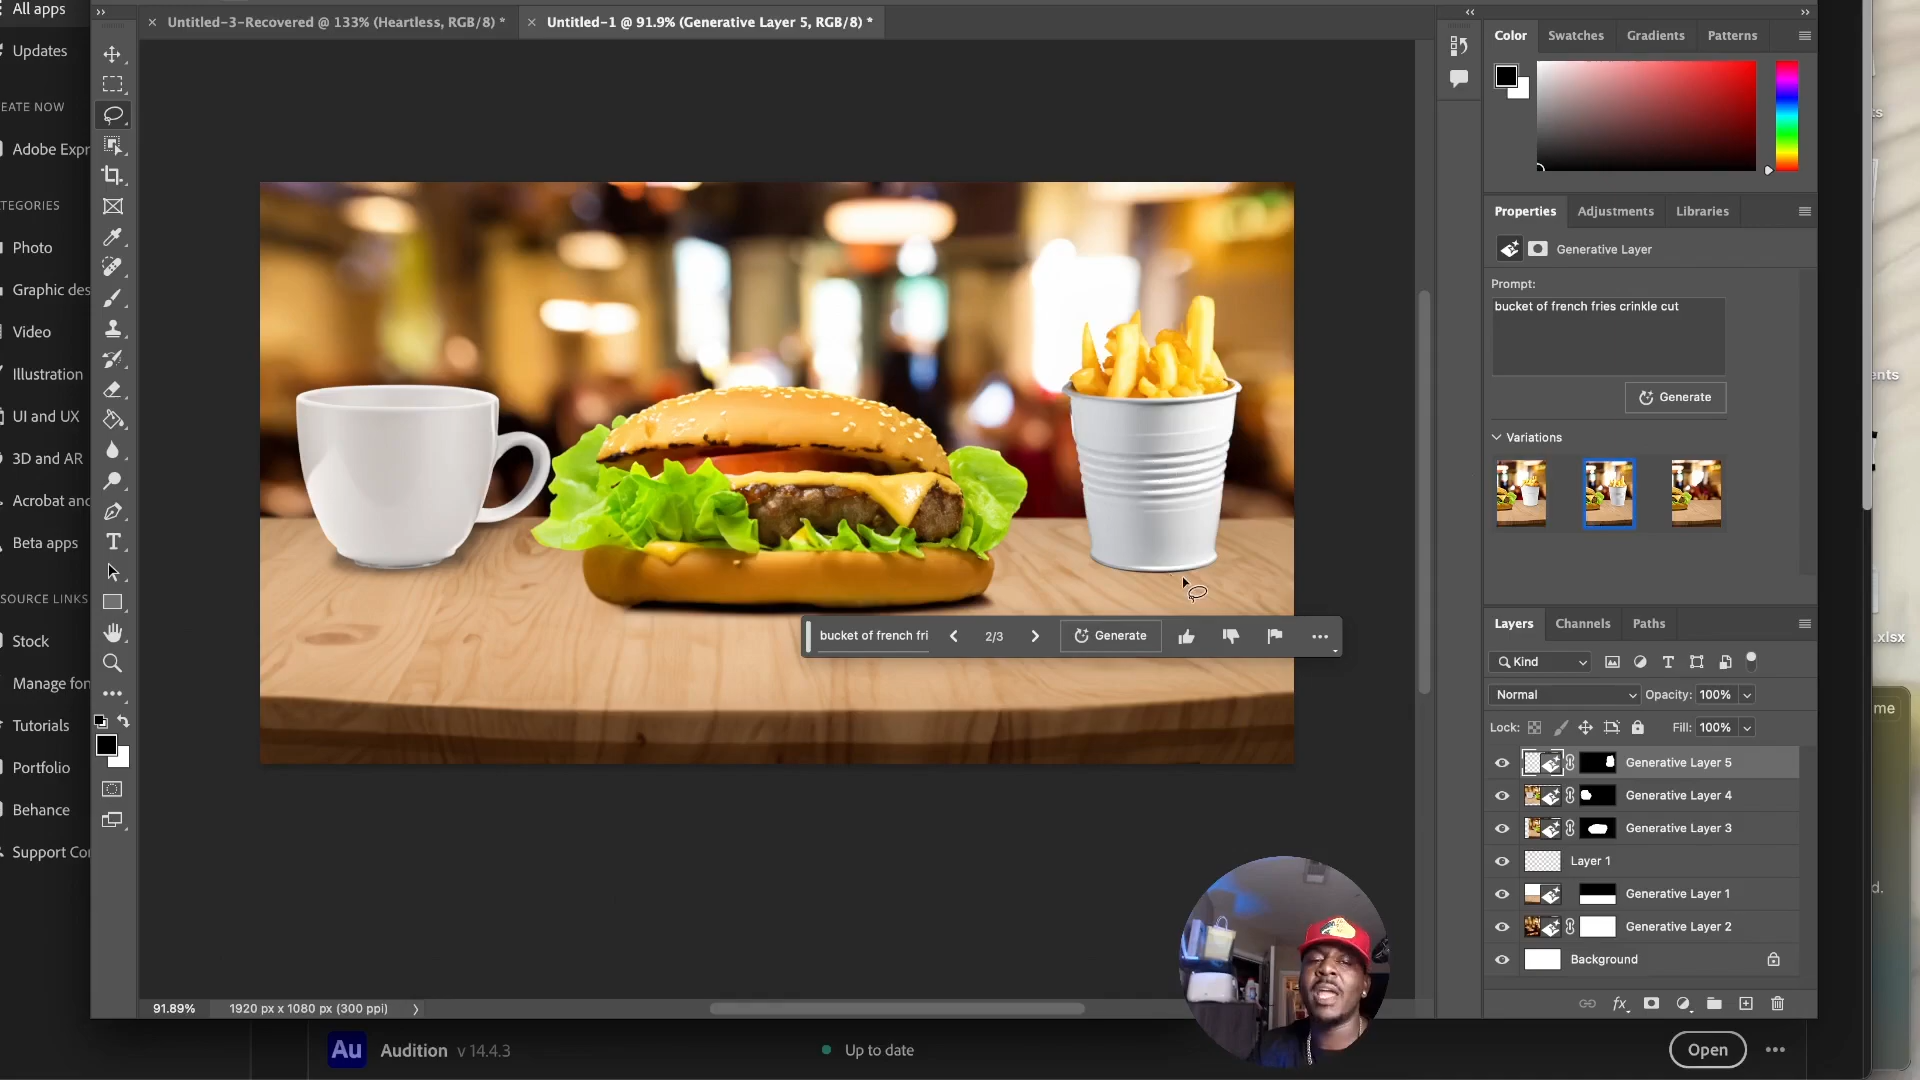 All apps
Updates
EATE NOW
Adobe Expr
ATEGORIES
Photo
Graphic des
Video
Illustration
UI and UX
3D and AR
Acrobat and
Beta apps
SOURCE LINKS
Stock
Manage fon
Tutorials
Portfolio
Behance
Support Co
Untitled-3-Recovered @ 133% (Heartless, RGB/8) *
Untitled-1 @ 91.9% (Generative Layer 5, RGB/8) *
bucket of french fri
2/3
Generate
91.89%
1920 px x 1080 px (300 ppi)
Color
Swatches
Gradients
Patterns
Properties
Adjustments
Libraries
Generative Layer
Prompt:
bucket of french fries crinkle cut
Generate
Variations
Layers
Channels
Paths
Kind
Normal
Opacity: 100%
Lock:
Fill: 100%
Generative Layer 5
Generative Layer 4
Generative Layer 3
Layer 1
Generative Layer 1
Generative Layer 2
Background
Au
Audition v 14.4.3
Up to date
Open
ts
ents
.xlsx
me
d.